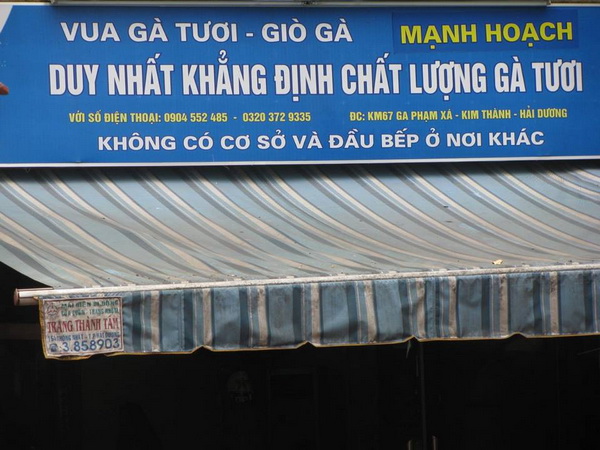 VUA GÀ TƯƠI - GIÒ GÀ MẠNH HOẠCH
DUY NHẤT KHẲNG ĐỊNH CHẤT LƯỢNG GÀ TƯƠI
VỚI SỐ ĐIỆN THOẠI: 0904 552 485 - 0320 372 9335 ĐC: KM67 GA PHẠM XÁ - KIM THÀNH - HẢI DƯƠNG
KHÔNG CÓ CƠ SỞ VÀ ĐẦU BẾP Ở NƠI KHÁC
TRẦN THÀNH TÂM
3.858903